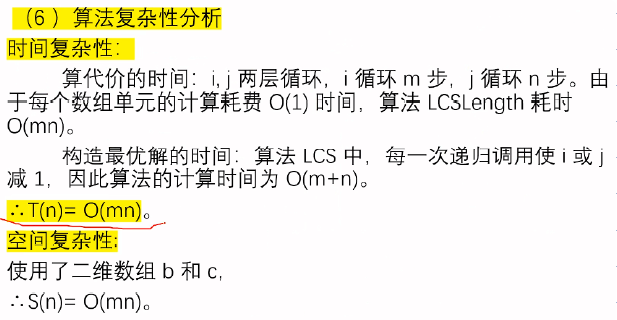 （6）算法复杂性分析
时间复杂性：
算代价的时间：i, j 两层循环，i 循环 m 步，j 循环 n 步。由
于每个数组单元的计算耗费 O(1) 时间，算法 LCSLength 耗时
O(mn)。
构造最优解的时间：算法 LCS 中，每一次递归调用使 i 或 j
减 1，因此算法的计算时间为 O(m+n)。
∴T(n)= O(mn)。
空间复杂性:
使用了二维数组 b 和 c,
∴S(n)= O(mn)。